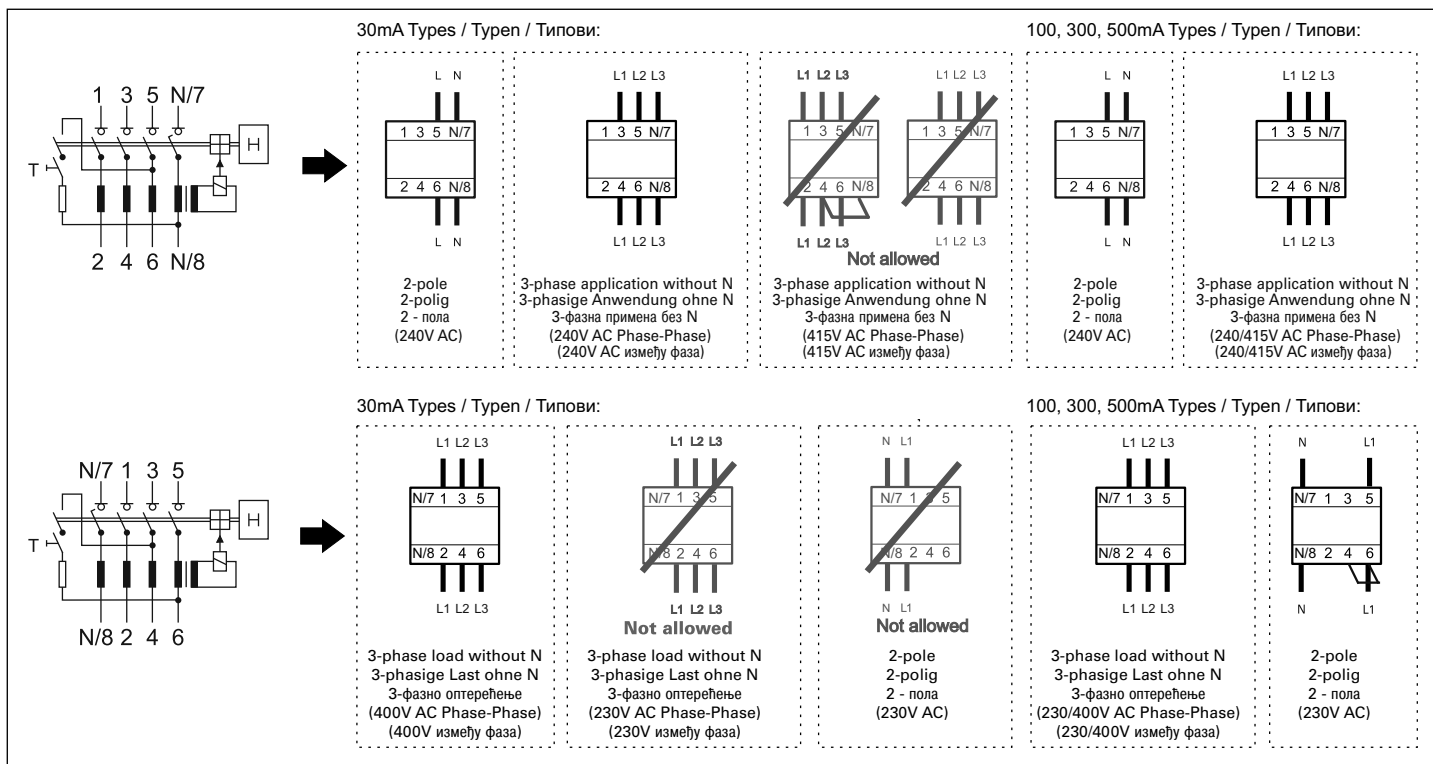 30mA Types / Typen / Типови:
100, 300, 500mA Types / Typen / Типови:
1 3 5 N/7
H
T
2 4 6 N/8
L N
1 3 5 N/7
2 4 6 N/8
L N
2-pole
2-polig
2 - пола
(240V AC)
L1 L2 L3
1 3 5 N/7
2 4 6 N/8
L1 L2 L3
3-phase application without N
3-phasige Anwendung ohne N
3-фазна примена без N
(240V AC Phase-Phase)
(240V AC између фаза)
L1 L2 L3
1 3 5 N/7
2 4 6 N/8
L1 L2 L3
L1 L2 L3
1 3 5 N/7
2 4 6 N/8
L1 L2 L3
Not allowed
3-phase application without N
3-phasige Anwendung ohne N
3-фазна примена без N
(415V AC Phase-Phase)
(415V AC између фаза)
L N
1 3 5 N/7
2 4 6 N/8
L N
2-pole
2-polig
2 - пола
(240V AC)
L1 L2 L3
1 3 5 N/7
2 4 6 N/8
L1 L2 L3
3-phase application without N
3-phasige Anwendung ohne N
3-фазна примена без N
(240/415V AC Phase-Phase)
(240/415V AC између фаза)
30mA Types / Typen / Типови:
100, 300, 500mA Types / Typen / Типови:
N/7 1 3 5
H
T
N/8 2 4 6
L1 L2 L3
N/7 1 3 5
N/8 2 4 6
L1 L2 L3
3-phase load without N
3-phasige Last ohne N
3-фазно оптерећење
(400V AC Phase-Phase)
(400V између фаза)
L1 L2 L3
N/7 1 3 5
N/8 2 4 6
L1 L2 L3
Not allowed
3-phase load without N
3-phasige Last ohne N
3-фазно оптерећење
(230V AC Phase-Phase)
(230V између фаза)
N L1
N/7 1 3 5
N/8 2 4 6
N L1
Not allowed
2-pole
2-polig
2 - пола
(230V AC)
L1 L2 L3
N/7 1 3 5
N/8 2 4 6
L1 L2 L3
3-phase load without N
3-phasige Last ohne N
3-фазно оптерећење
(230/400V AC Phase-Phase)
(230/400V између фаза)
N L1
N/7 1 3 5
N/8 2 4 6
N L1
2-pole
2-polig
2 - пола
(230V AC)